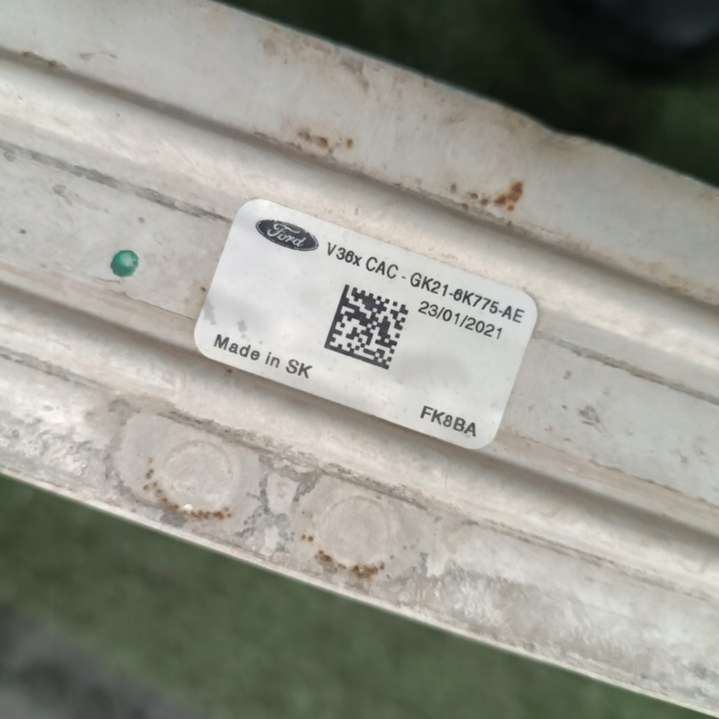 Ford
V36x CAC - GK21-6K775-AE
23/01/2021
Made in SK
FK8BA